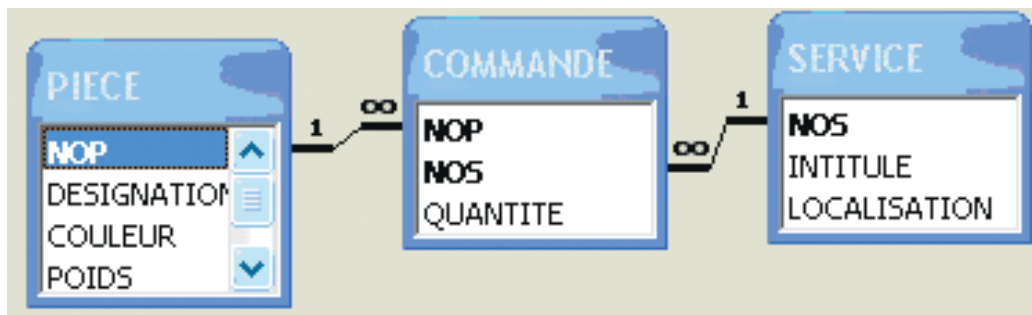 PIECE
NOP
DESIGNATION
COULEUR
POIDS
1
∞
COMMANDE
NOP
NOS
QUANTITE
∞
1
SERVICE
NOS
INTITULE
LOCALISATION